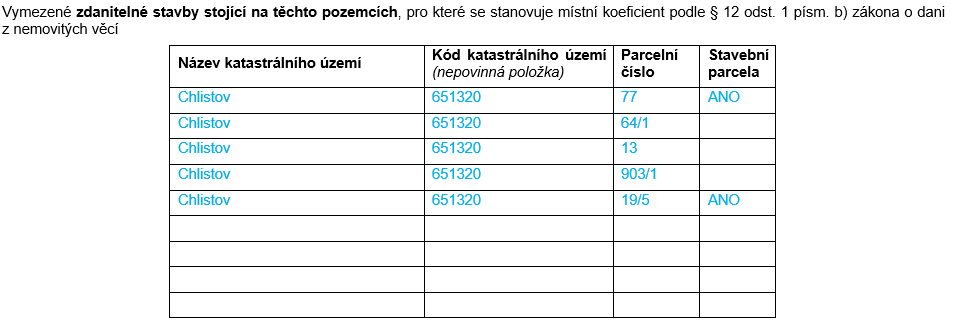 Vymezené zdanitelné stavby stojící na těchto pozemcích, pro které se stanovuje místní koeficient podle § 12 odst. 1 písm. b) zákona o dani
z nemovitých věcí
Název katastrálního území Kód katastrálního území (nepovinná položka) Parcelní číslo Stavební parcela
Chlistov 651320 77 ANO
Chlistov 651320 64/1
Chlistov 651320 13
Chlistov 651320 903/1
Chlistov 651320 19/5 ANO